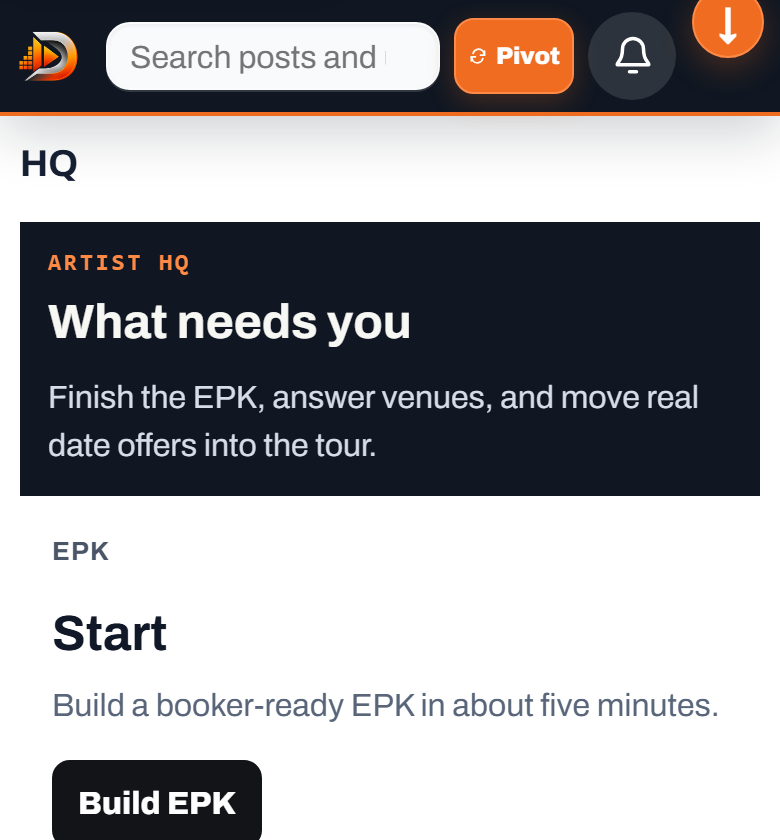 Search posts and
Pivot
HQ
ARTIST HQ
What needs you
Finish the EPK, answer venues, and move real
date offers into the tour.
EPK
Start
Build a booker-ready EPK in about five minutes.
Build EPK